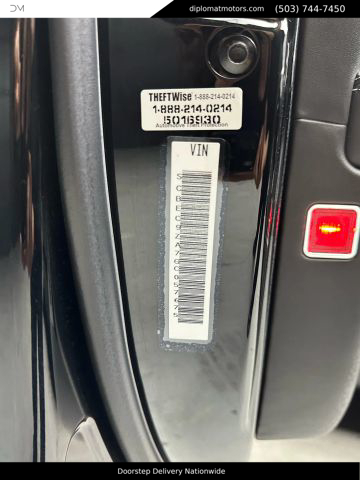 DM
diplomatmotors.com
(503) 744-7450
THEFTWise 1-888-214-0214
1-888-214-0214
5016930
Automotive Theft Protection
VIN
Doorstep Delivery Nationwide